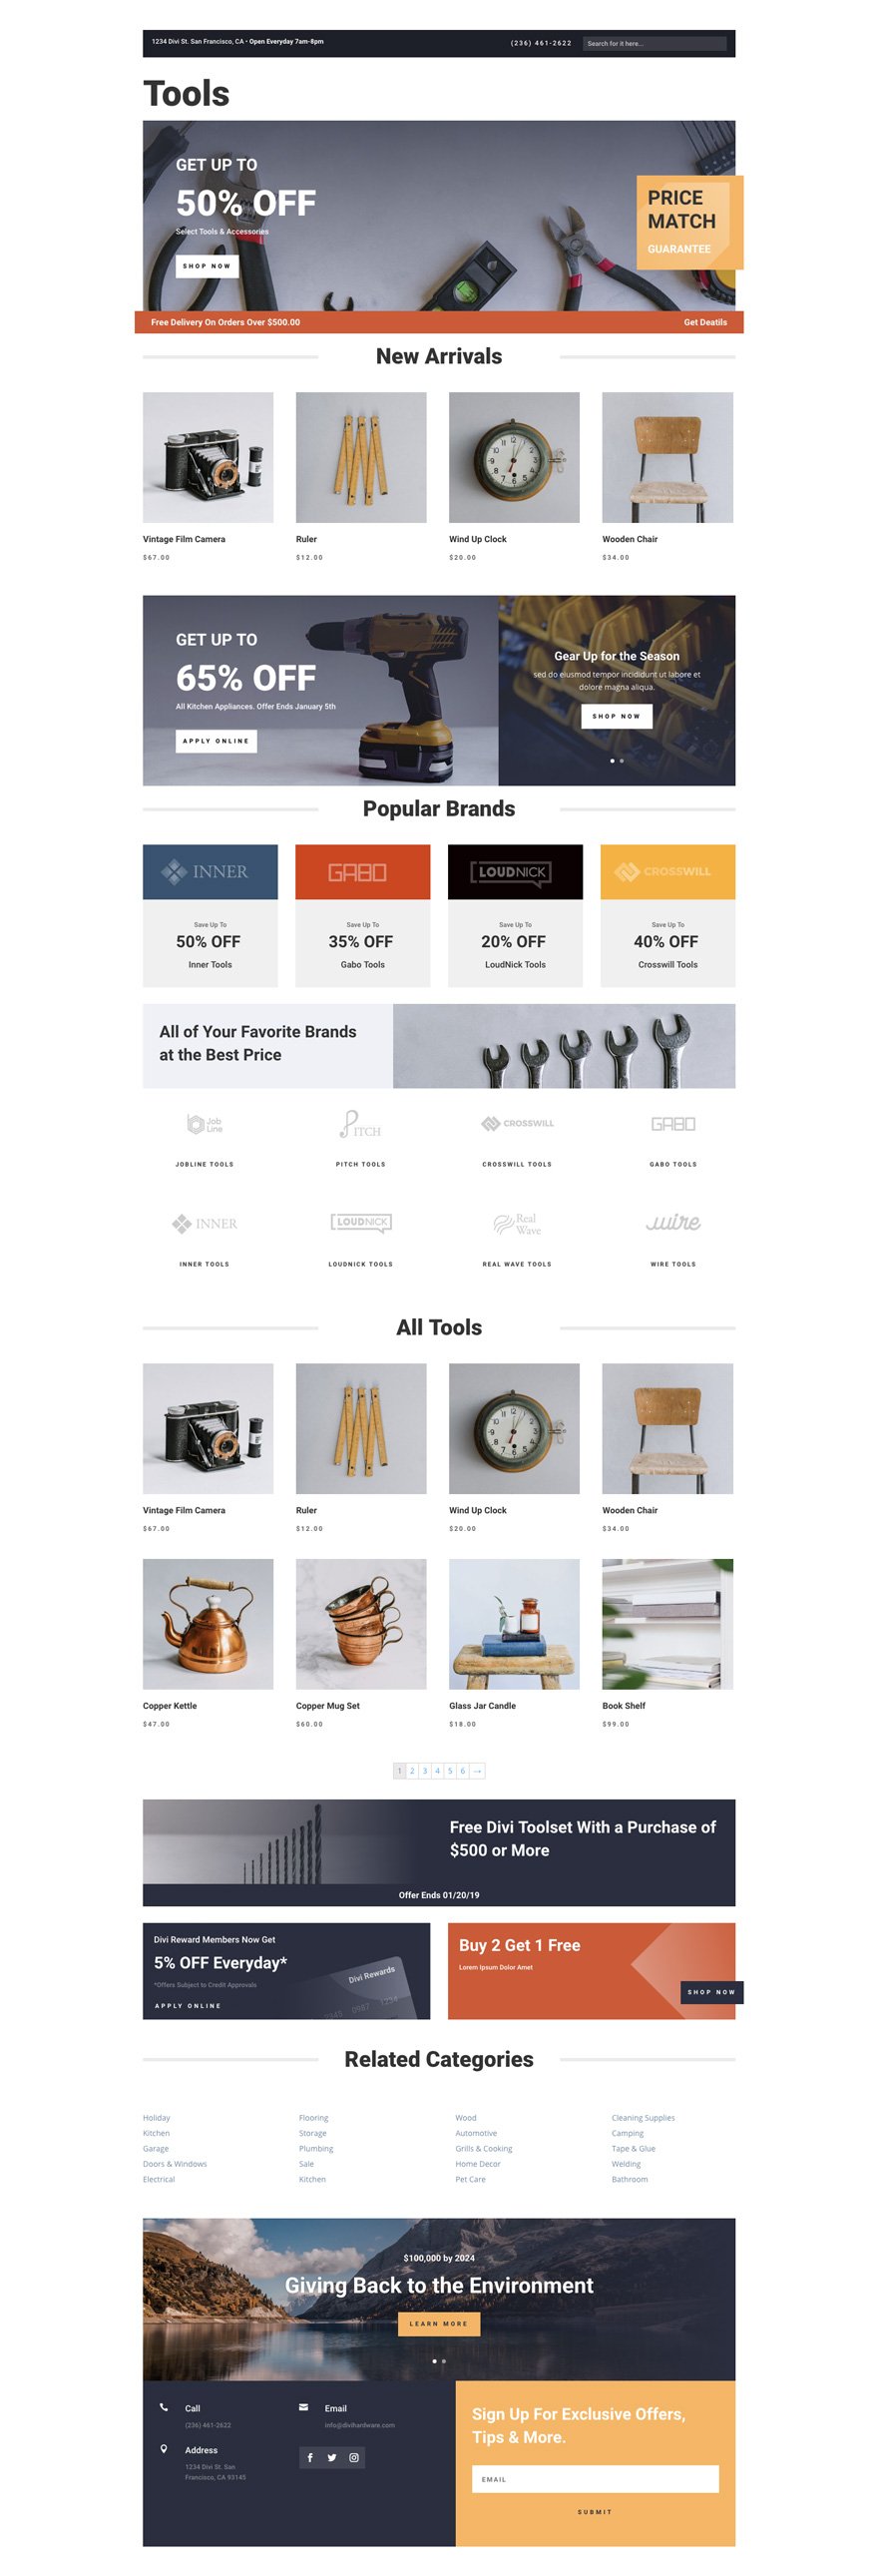 1234 Divi St. San Francisco, CA • Open Everyday 7am-8pm
(236) 461-2622
Search for it here...
Tools
GET UP TO
50% OFF
Select Tools & Accessories
SHOP NOW
PRICE
MATCH
GUARANTEE
Free Delivery On Orders Over $500.00
Get Deatils
New Arrivals
Vintage Film Camera
$67.00
Ruler
$12.00
Wind Up Clock
$20.00
Wooden Chair
$34.00
GET UP TO
65% OFF
All Kitchen Appliances. Offer Ends January 5th
APPLY ONLINE
Gear Up for the Season
sed do eiusmod tempor incididunt ut labore et
dolore magna aliqua.
SHOP NOW
Popular Brands
INNER
Save Up To
50% OFF
Inner Tools
GABO
Save Up To
35% OFF
Gabo Tools
LOUDNICK
Save Up To
20% OFF
LoudNick Tools
CROSSWILL
Save Up To
40% OFF
Crosswill Tools
All of Your Favorite Brands
at the Best Price
Job
Line
JOBLINE TOOLS
PITCH
PITCH TOOLS
CROSSWILL
CROSSWILL TOOLS
GABO
GABO TOOLS
INNER
INNER TOOLS
LOUDNICK
LOUDNICK TOOLS
Real
Wave
REAL WAVE TOOLS
wire
WIRE TOOLS
All Tools
Vintage Film Camera
$67.00
Ruler
$12.00
Wind Up Clock
$20.00
Wooden Chair
$34.00
Copper Kettle
$47.00
Copper Mug Set
$60.00
Glass Jar Candle
$18.00
Book Shelf
$99.00
1 2 3 4 5 6 →
Free Divi Toolset With a Purchase of
$500 or More
Offer Ends 01/20/19
Divi Reward Members Now Get
5% OFF Everyday*
*Offers Subject to Credit Approvals
APPLY ONLINE
Divi Rewards
2345 0987 1234
Buy 2 Get 1 Free
Lorem Ipsum Dolor Amet
SHOP NOW
Related Categories
Holiday
Kitchen
Garage
Doors & Windows
Electrical
Flooring
Storage
Plumbing
Sale
Kitchen
Wood
Automotive
Grills & Cooking
Home Decor
Pet Care
Cleaning Supplies
Camping
Tape & Glue
Welding
Bathroom
$100,000 by 2024
Giving Back to the Environment
LEARN MORE
Call
(236) 461-2622
Email
info@divihardware.com
Address
1234 Divi St. San
Francisco, CA 93145
Sign Up For Exclusive Offers,
Tips & More.
EMAIL
SUBMIT